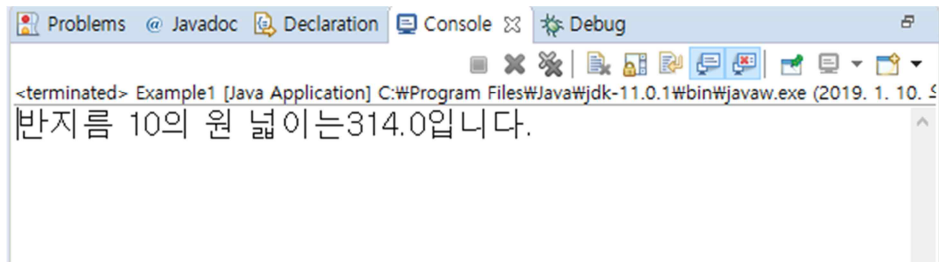 Problems @ Javadoc Declaration Console Debug
<terminated> Example1 [Java Application] C:₩Program Files₩Java₩jdk-11.0.1₩bin₩javaw.exe (2019. 1. 10.
반지름 10의 원 넓이는314.0입니다.